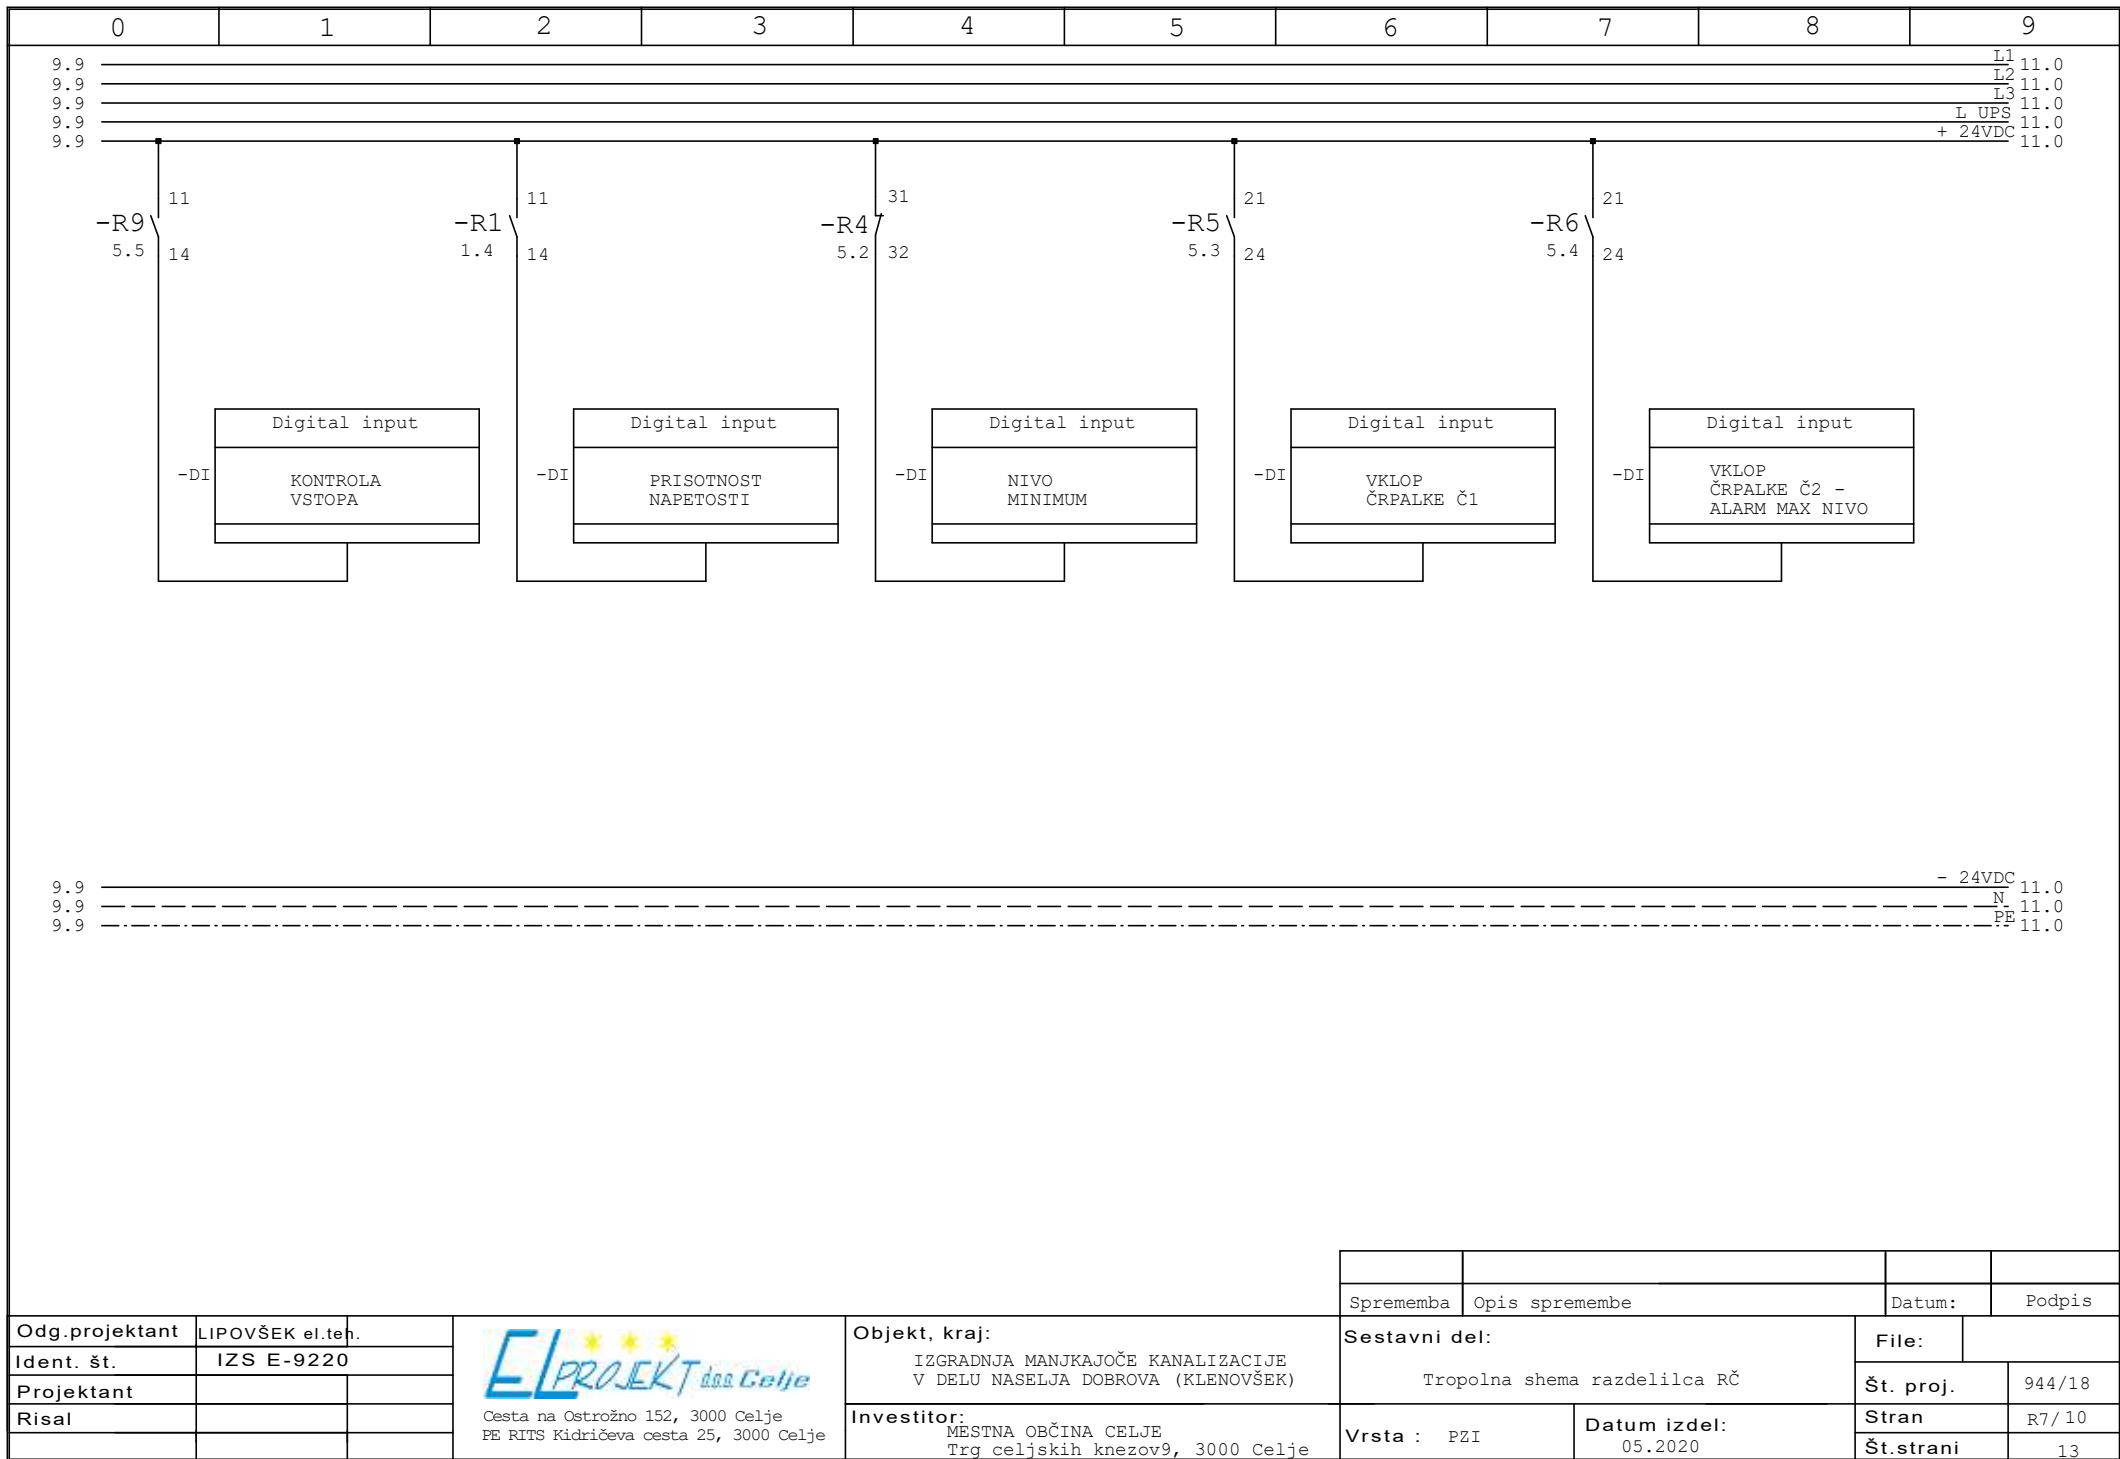 0 1 2 3 4 5 6 7 8 9
9.9 L1 11.0
9.9 L2 11.0
9.9 L3 11.0
9.9 L UPS 11.0
9.9 + 24VDC 11.0
11 11 31 21 21
-R9 -R1 -R4 -R5 -R6
5.5 14 1.4 14 5.2 32 5.3 24 5.4 24
Digital input Digital input Digital input Digital input Digital input
-DI KONTROLA
VSTOPA
-DI PRISOTNOST
NAPETOSTI
-DI NIVO
MINIMUM
-DI VKLOP
ČRPALKE Č1
-DI VKLOP
ČRPALKE Č2 -
ALARM MAX NIVO
9.9 - 24VDC 11.0
9.9 N 11.0
9.9 PE 11.0
Sprememba Opis spremembe Datum: Podpis
Odg.projektant LIPOVŠEK el.teh.
Ident. št. IZS E-9220
Projektant
Risal
ELPROJEKT d.o.o. Celje
Cesta na Ostrožno 152, 3000 Celje
PE RITS Kidričeva cesta 25, 3000 Celje
Objekt, kraj:
IZGRADNJA MANJKAJOČE KANALIZACIJE
V DELU NASELJA DOBROVA (KLENOVŠEK)
Investitor:
MESTNA OBČINA CELJE
Trg celjskih knezov9, 3000 Celje
Sestavni del:
Tropolna shema razdelilca RČ
Vrsta : PZI
Datum izdel:
05.2020
File:
Št. proj. 944/18
Stran R7/10
Št.strani 13